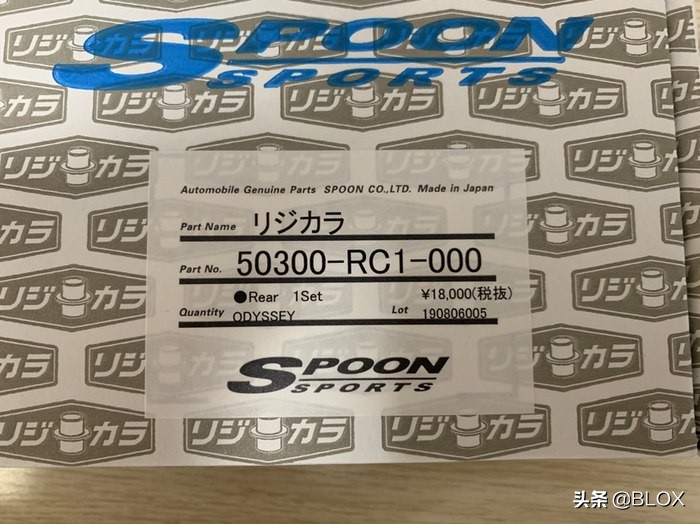 SPOON
SPORTS
リジカラ
Automobile Genuine Parts SPOON CO.,LTD. Made in Japan
Part Name リジカラ
Part No. 50300-RC1-000
●Rear 1Set ¥18,000(税抜)
Quantity ODYSSEY Lot 190806005
SPOON
SPORTS
头条 @BLOX